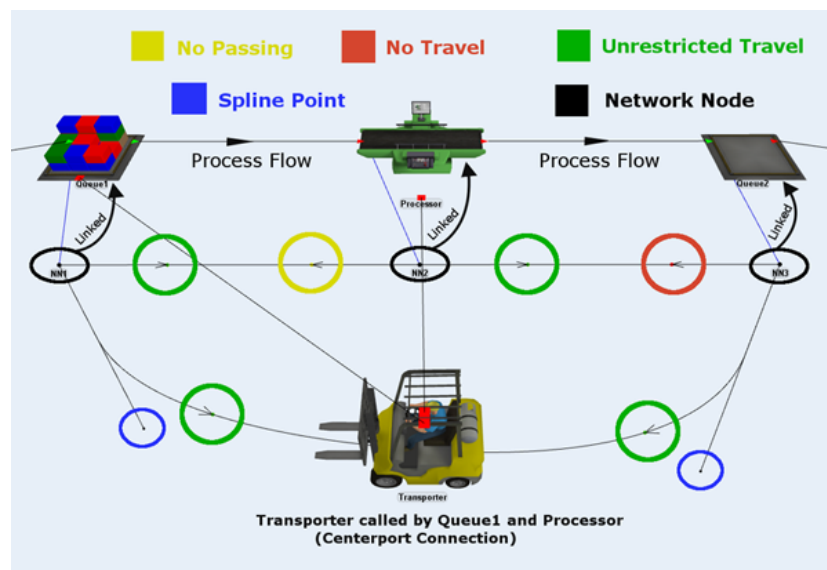 No Passing
No Travel
Unrestricted Travel
Spline Point
Network Node
Process Flow
Process Flow
Queue1
Processor
Queue2
Linked
Linked
Linked
NN1
NN2
NN3
Transporter
Transporter called by Queue1 and Processor
(Centerport Connection)